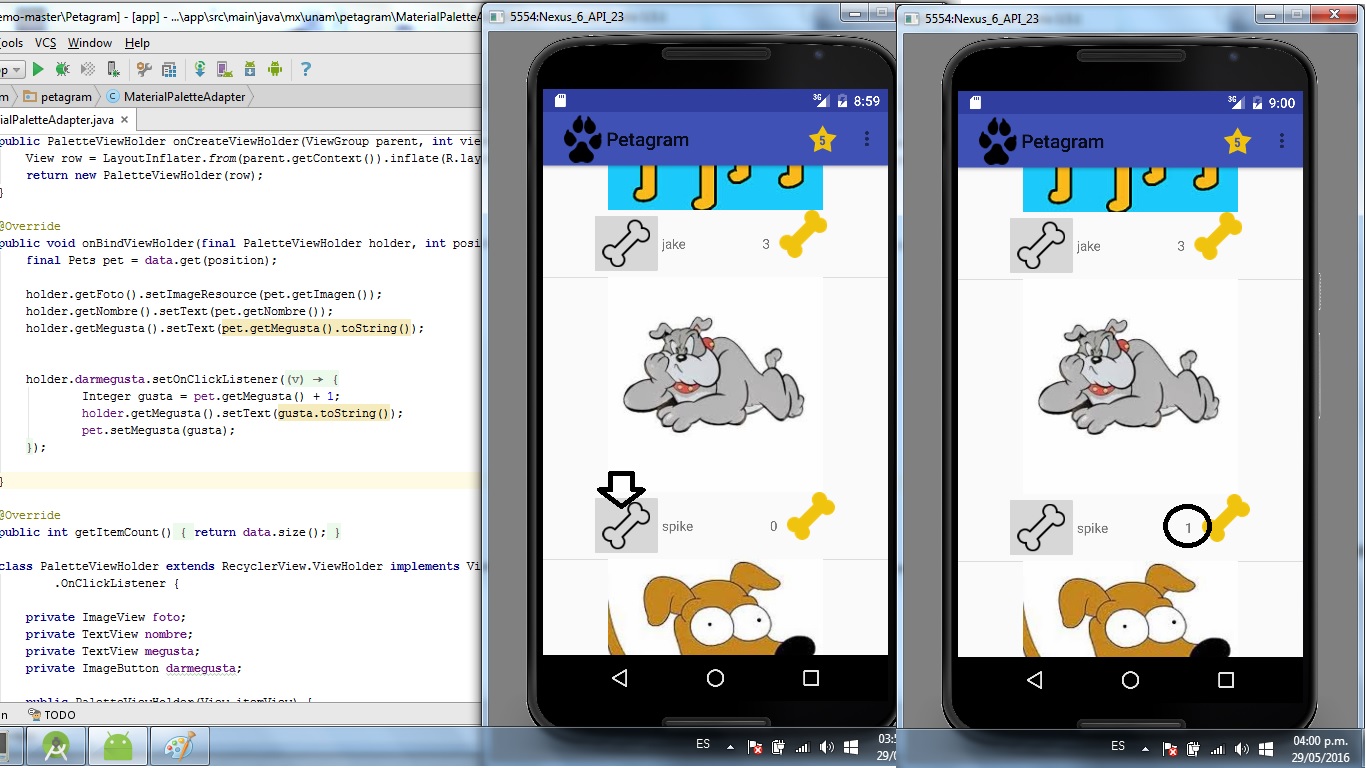 emo-master\Petagram] - [app] - ...\app\src\main\java\mx\unam\petagram\MaterialPaletteA
ools VCS Window Help
petagram MaterialPaletteAdapter
ialPaletteAdapter.java ×
public PaletteViewHolder onCreateViewHolder(ViewGroup parent, int vie
View row = LayoutInflater.from(parent.getContext()).inflate(R.lay
return new PaletteViewHolder(row);
}
@Override
public void onBindViewHolder(final PaletteViewHolder holder, int posi
final Pets pet = data.get(position);
holder.getFoto().setImageResource(pet.getImagen());
holder.getNombre().setText(pet.getNombre());
holder.getMegusta().setText(pet.getMegusta().toString());
holder.darmegusta.setOnClickListener((v) → {
Integer gusta = pet.getMegusta() + 1;
holder.getMegusta().setText(gusta.toString());
pet.setMegusta(gusta);
});
}
@Override
public int getItemCount() { return data.size(); }
class PaletteViewHolder extends RecyclerView.ViewHolder implements Vi
.OnClickListener {
private ImageView foto;
private TextView nombre;
private TextView megusta;
private ImageButton darmegusta;
public PaletteViewHolder(View itemView) {
TODO
5554:Nexus_6_API_23
3G 8:59
Petagram 5
jake 3
spike 0
ES
03:5
29/0
5554:Nexus_6_API_23
3G 9:00
Petagram 5
jake 3
spike 1
ES
04:00 p.m.
29/05/2016